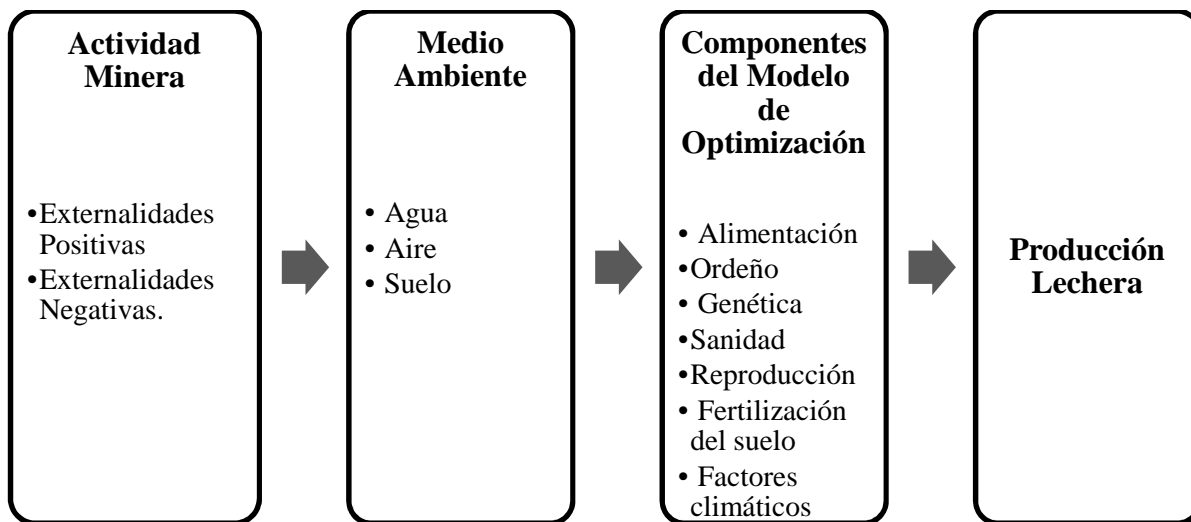 Actividad
Minera
•Externalidades
Positivas
•Externalidades
Negativas.
Medio
Ambiente
• Agua
• Aire
• Suelo
Componentes
del Modelo
de
Optimización
• Alimentación
•Ordeño
• Genética
•Sanidad
•Reproducción
• Fertilización
del suelo
• Factores
climáticos
Producción
Lechera